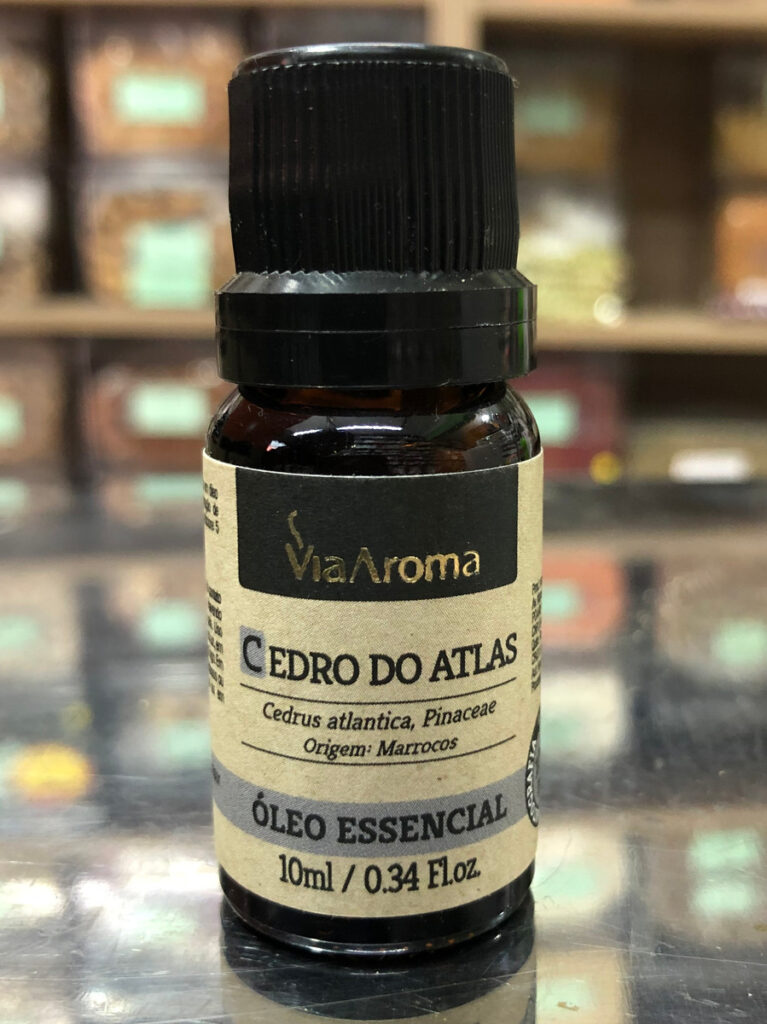 ViaAroma
CEDRO DO ATLAS
Cedrus atlantica, Pinaceae
Origem: Marrocos
ÓLEO ESSENCIAL
10ml / 0.34 Fl.oz.